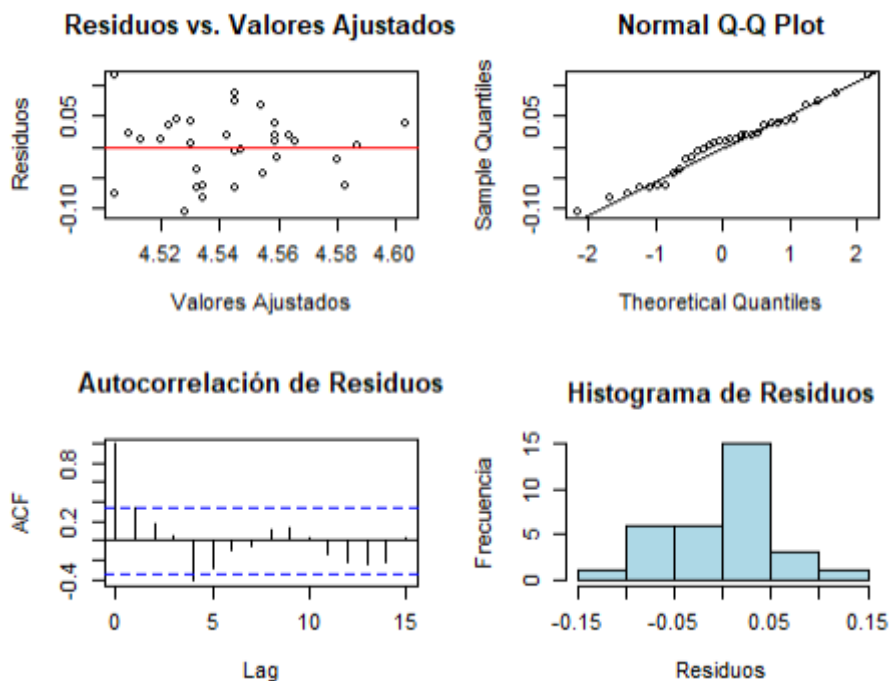 Residuos vs. Valores Ajustados
Residuos
0.05
-0.10
4.52 4.54 4.56 4.58 4.60
Valores Ajustados
Normal Q-Q Plot
Sample Quantiles
0.05
-0.10
-2 -1 0 1 2
Theoretical Quantiles
Autocorrelación de Residuos
ACF
0.8
0.2
-0.4
0 5 10 15
Lag
Histograma de Residuos
Frecuencia
15
5
0
-0.15 -0.05 0.05 0.15
Residuos